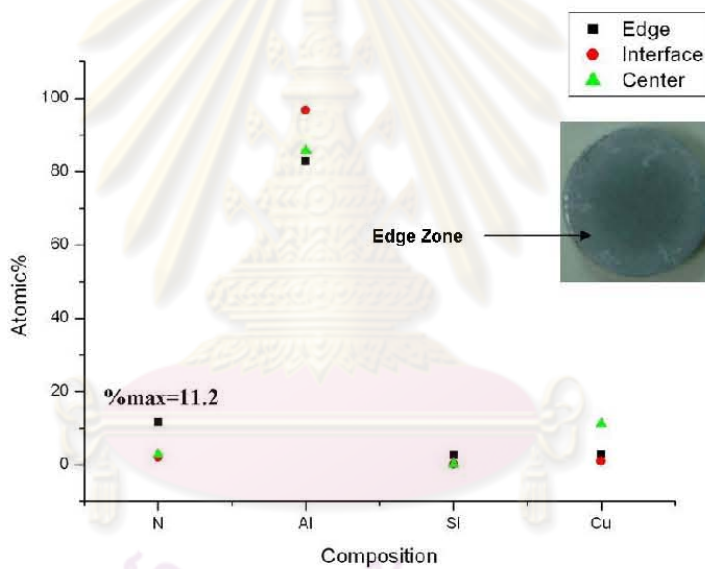 Edge
Interface
Center
100
80
60
40
20
0
Atomic%
Edge Zone
%max=11.2
N
Al
Si
Cu
Composition